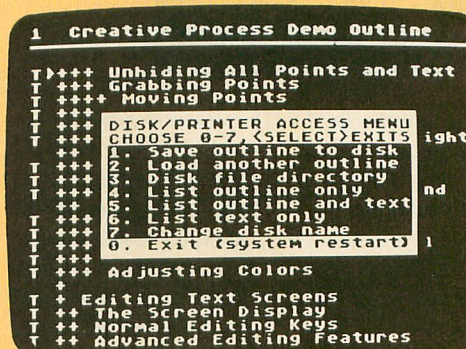 1 Creative Process Demo Outline
T▶+++ Unhiding All Points and Text
T +++ Grabbing Points
T ++++ Moving Points
T +++
T +++ DISK/PRINTER ACCESS MENU
T +++ CHOOSE 0-7,<SELECT>EXITS ight
++ 1. Save outline to disk
T +++ 2. Load another outline
T +++ 3. Disk file directory
T +++ 4. List outline only nd
++ 5. List outline and text
T +++ 6. List text only
T +++ 7. Change disk name
T +++ 0. Exit (system restart) l
T +++
T +++ Adjusting Colors
+
T + Editing Text Screens
T ++ The Screen Display
T ++ Normal Editing Keys
T ++ Advanced Editing Features